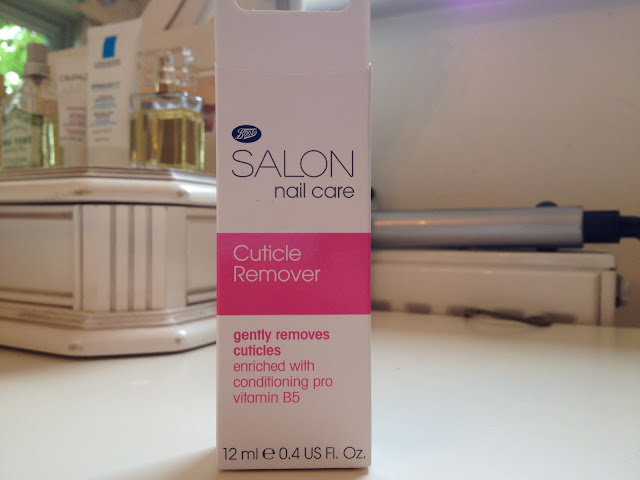 Boots
SALON
nail care
Cuticle
Remover
gently removes
cuticles
enriched with
conditioning pro
vitamin B5
12 ml e 0.4 US Fl. Oz.